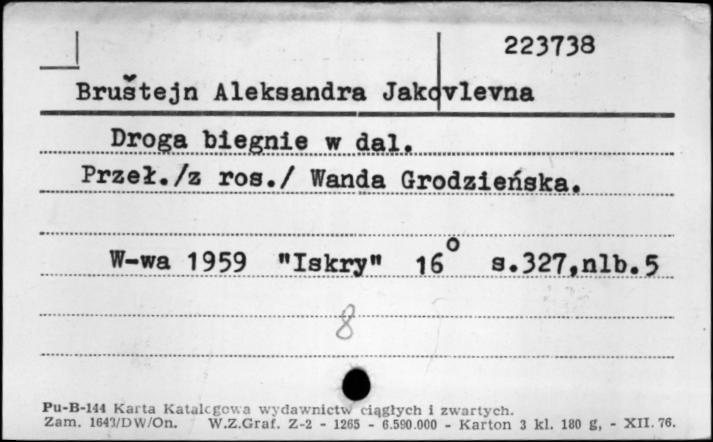 223738
Bruštejn Aleksandra Jakovlevna
Droga biegnie w dal.
Przeł./z ros./ Wanda Grodzieńska.
W-wa 1959 "Iskry" 16° s.327,nlb.5
8
Pu-B-144 Karta Katalogowa wydawnictw ciągłych i zwartych.
Zam. 1643/DW/On. W.Z.Graf. Z-2 - 1265 - 6.590.000 - Karton 3 kl. 180 g, - XII. 76.